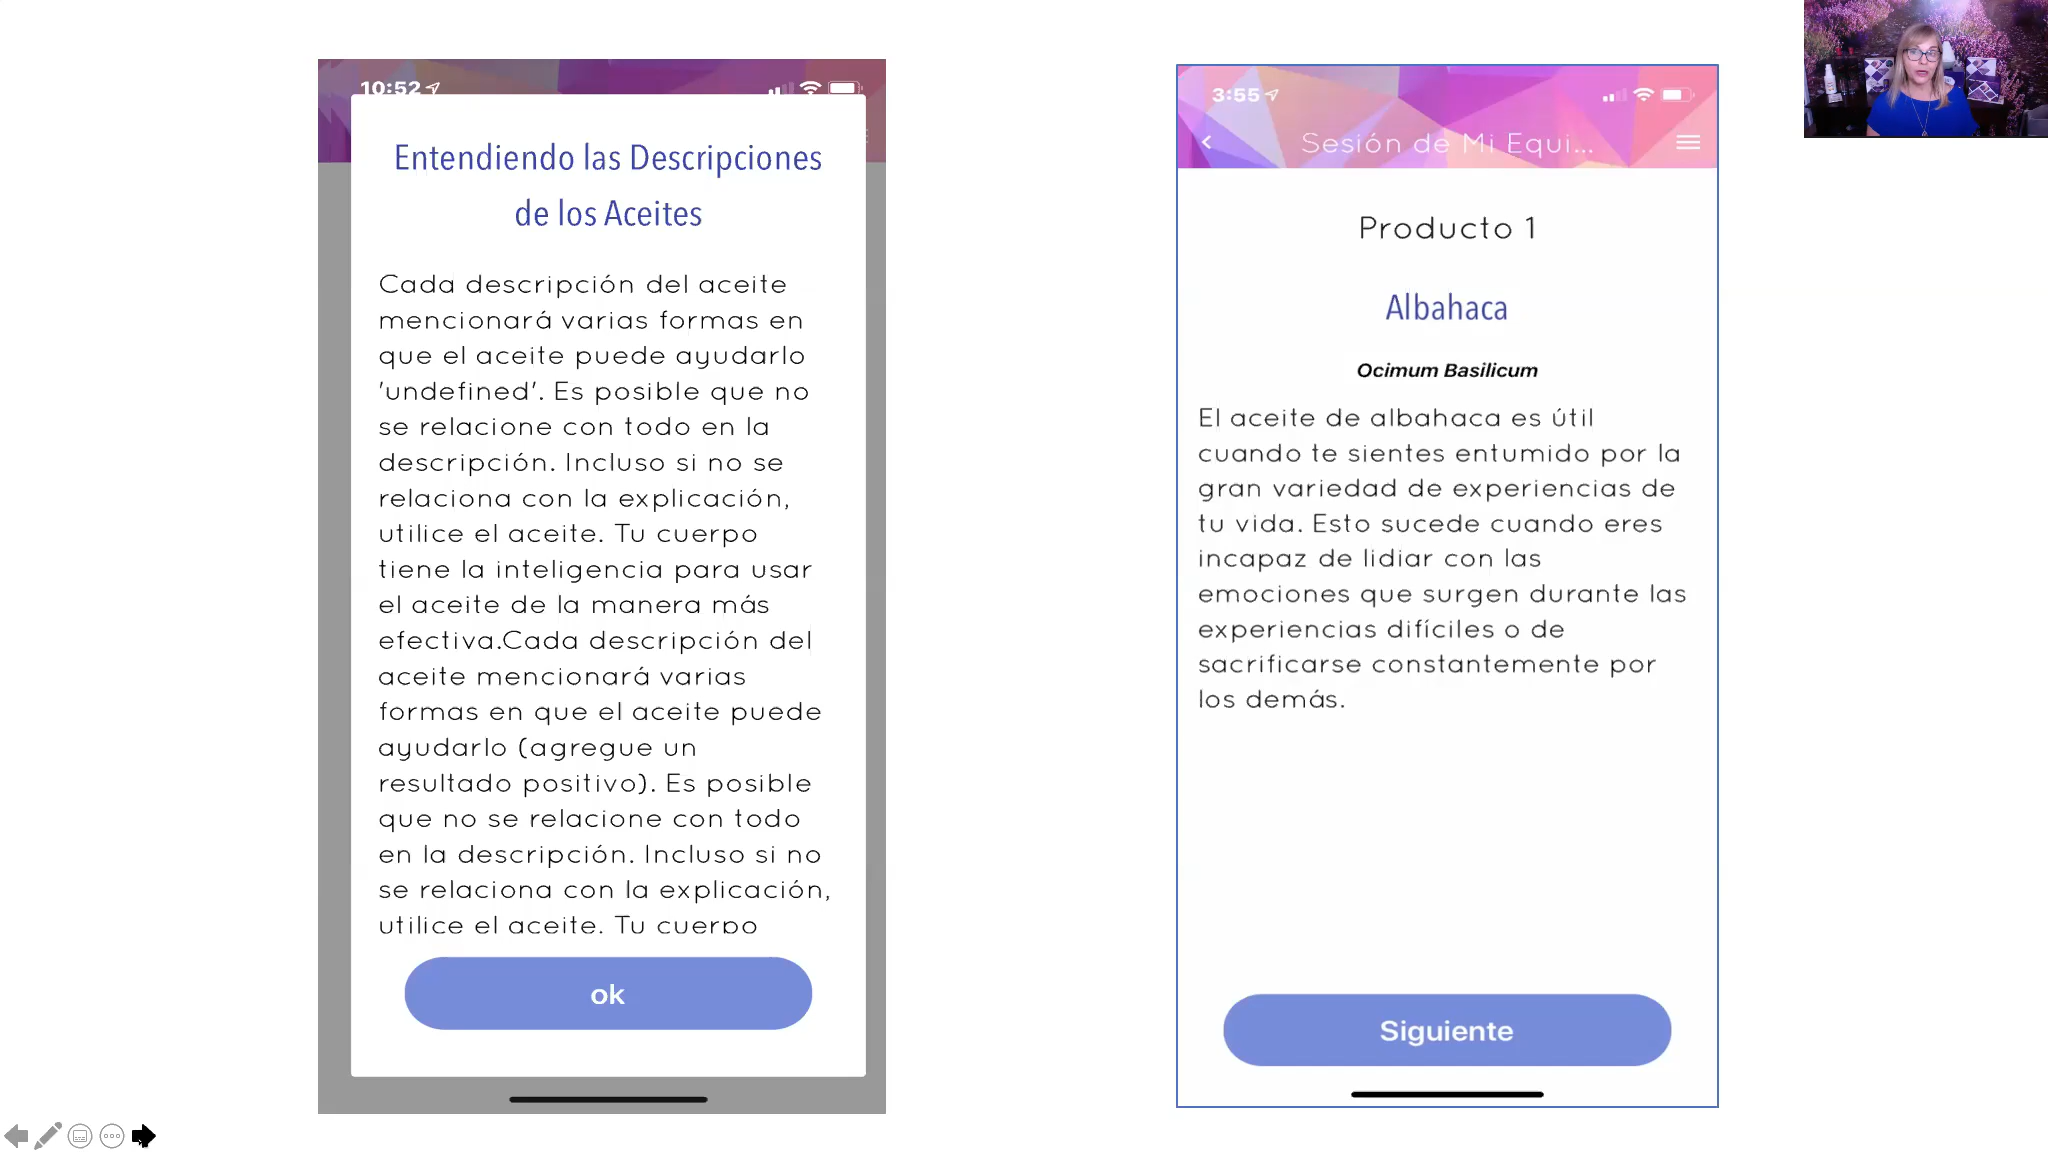 10:52
Entendiendo las Descripciones
de los Aceites
Cada descripción del aceite
mencionará varias formas en
que el aceite puede ayudarlo
'undefined'. Es posible que no
se relacione con todo en la
descripción. Incluso si no se
relaciona con la explicación,
utilice el aceite. Tu cuerpo
tiene la inteligencia para usar
el aceite de la manera más
efectiva.Cada descripción del
aceite mencionará varias
formas en que el aceite puede
ayudarlo (agregue un
resultado positivo). Es posible
que no se relacione con todo
en la descripción. Incluso si no
se relaciona con la explicación,
utilice el aceite. Tu cuerpo
ok
3:55
Sesión de Mi Equi...
Producto 1
Albahaca
Ocimum Basilicum
El aceite de albahaca es útil
cuando te sientes entumido por la
gran variedad de experiencias de
tu vida. Esto sucede cuando eres
incapaz de lidiar con las
emociones que surgen durante las
experiencias difíciles o de
sacrificarse constantemente por
los demás.
Siguiente